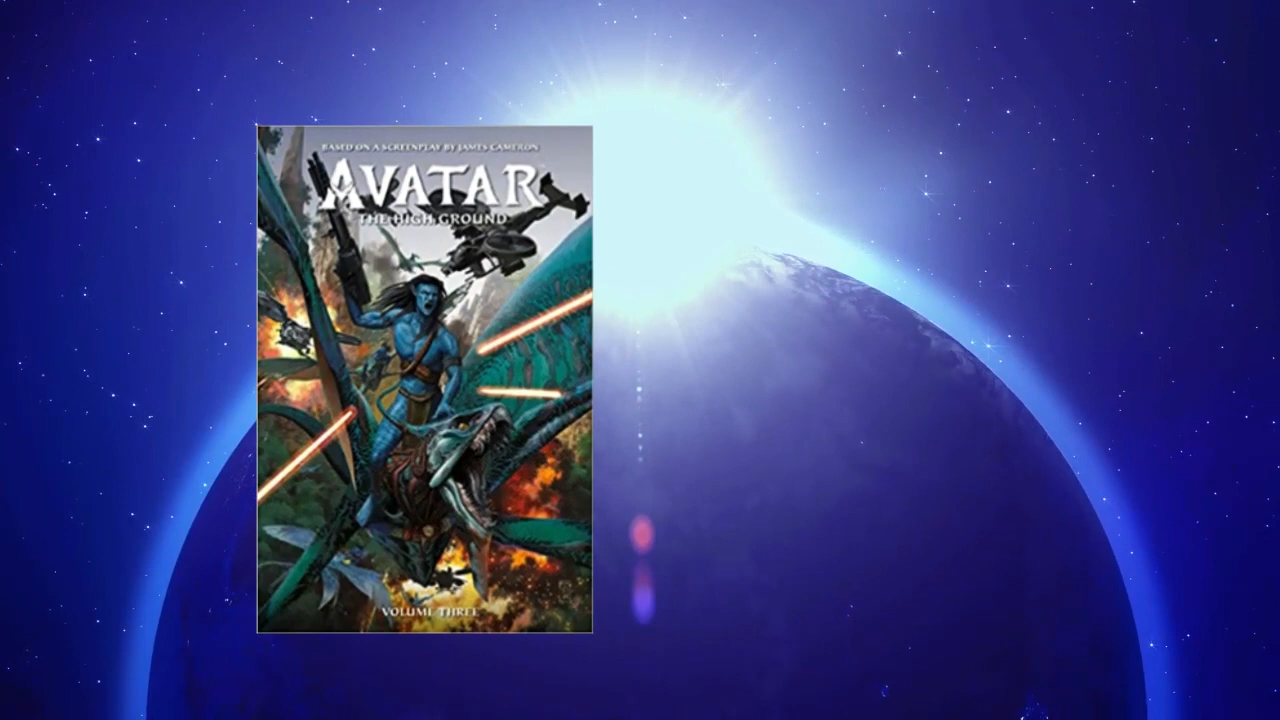 BASED ON A SCREENPLAY BY JAMES CAMERON
AVATAR
THE HIGH GROUND
VOLUME THREE